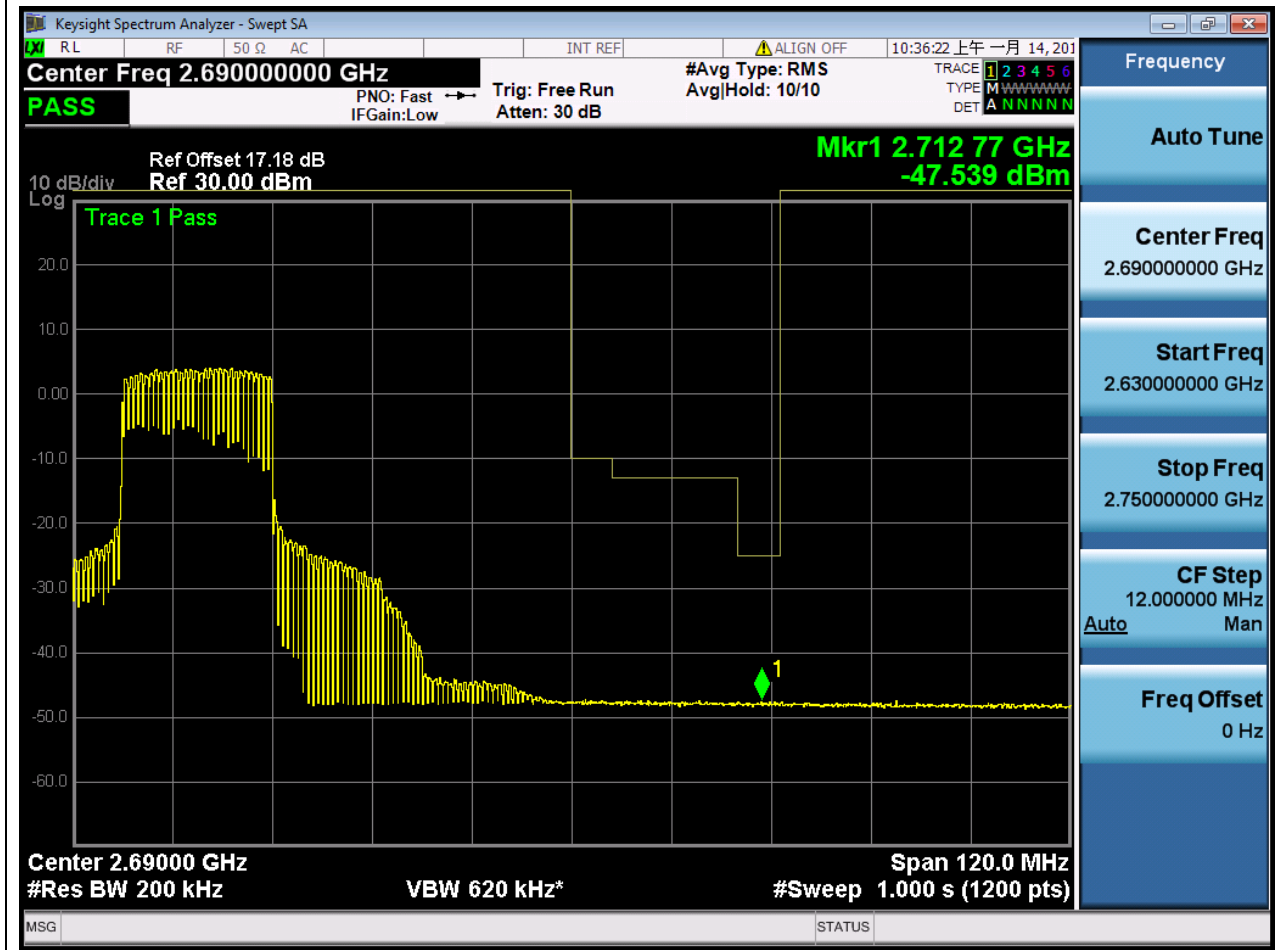 Keysight Spectrum Analyzer - Swept SA
LXI RL RF 50 Ω AC INT REF ALIGN OFF 10:36:22 上午 一月 14, 201
Center Freq 2.690000000 GHz
PASS
PNO: Fast
IFGain:Low
Trig: Free Run
Atten: 30 dB
#Avg Type: RMS
Avg|Hold: 10/10
TRACE 1 2 3 4 5 6
TYPE M WWWWW
DET A N N N N N
Mkr1 2.712 77 GHz
-47.539 dBm
Ref Offset 17.18 dB
10 dB/div Ref 30.00 dBm
Log
Trace 1 Pass
20.0
10.0
0.00
-10.0
-20.0
-30.0
-40.0
-50.0
-60.0
1
Center 2.69000 GHz Span 120.0 MHz
#Res BW 200 kHz VBW 620 kHz* #Sweep 1.000 s (1200 pts)
MSG STATUS
Frequency
Auto Tune
Center Freq
2.690000000 GHz
Start Freq
2.630000000 GHz
Stop Freq
2.750000000 GHz
CF Step
12.000000 MHz
Auto Man
Freq Offset
0 Hz